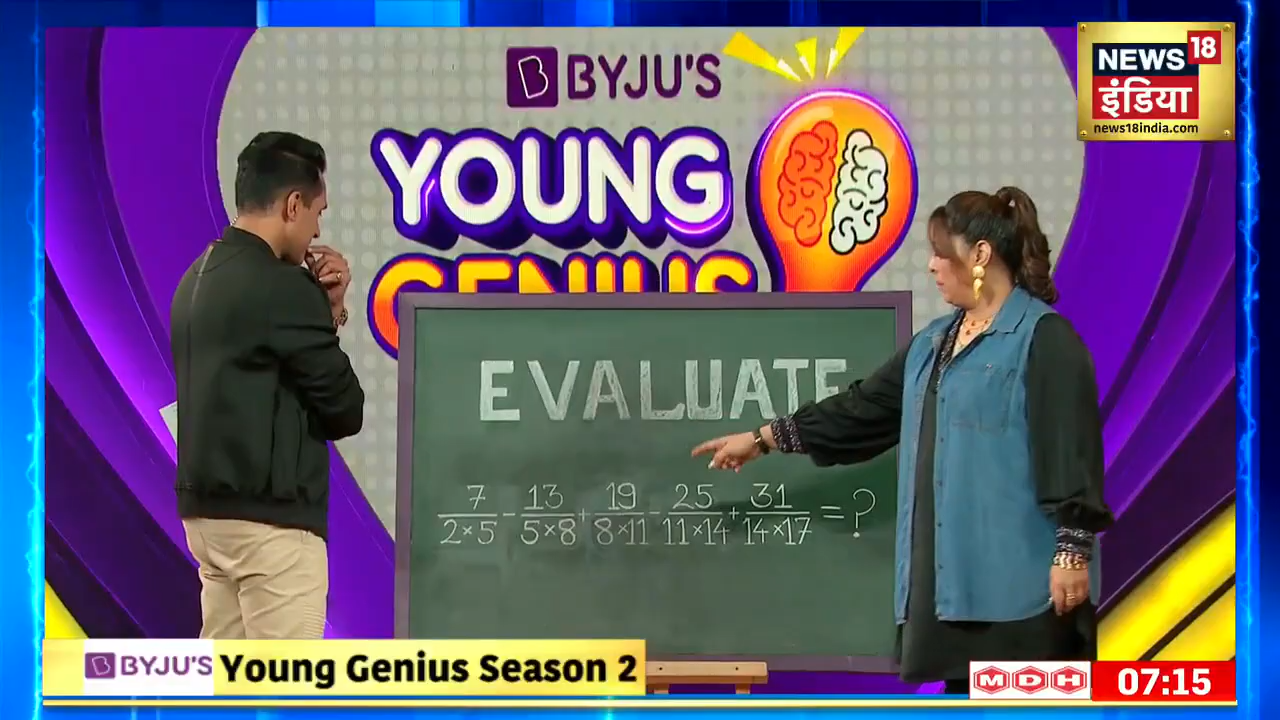 BYJU'S
YOUNG
GENIUS
NEWS 18
इंडिया
news18india.com
EVALUATE
7/2×5 - 13/5×8 + 19/8×11 - 25/11×14 + 31/14×17 = ?
BYJU'S Young Genius Season 2
MDH 07:15